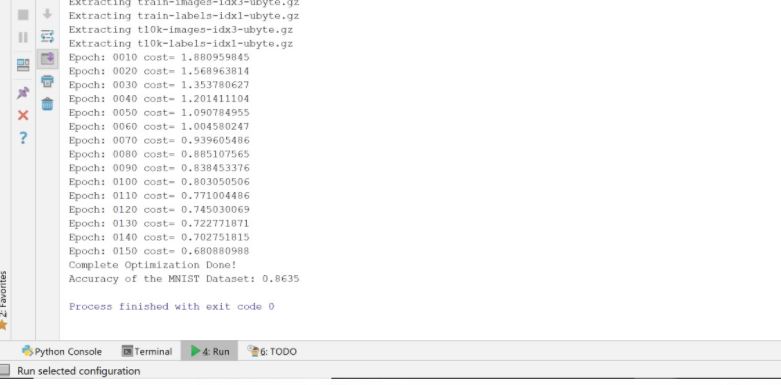 Extracting train-images-idx3-ubyte.gz
Extracting train-labels-idx1-ubyte.gz
Extracting t10k-images-idx3-ubyte.gz
Extracting t10k-labels-idx1-ubyte.gz
Epoch: 0010 cost= 1.880959845
Epoch: 0020 cost= 1.568963814
Epoch: 0030 cost= 1.353780627
Epoch: 0040 cost= 1.201411104
Epoch: 0050 cost= 1.090784955
Epoch: 0060 cost= 1.004580247
Epoch: 0070 cost= 0.939605486
Epoch: 0080 cost= 0.885107565
Epoch: 0090 cost= 0.838453376
Epoch: 0100 cost= 0.803050506
Epoch: 0110 cost= 0.771004486
Epoch: 0120 cost= 0.745030069
Epoch: 0130 cost= 0.722771871
Epoch: 0140 cost= 0.702751815
Epoch: 0150 cost= 0.680880988
Complete Optimization Done!
Accuracy of the MNIST Dataset: 0.8635
Process finished with exit code 0
2: Favorites
Python Console Terminal 4: Run 6: TODO
Run selected configuration